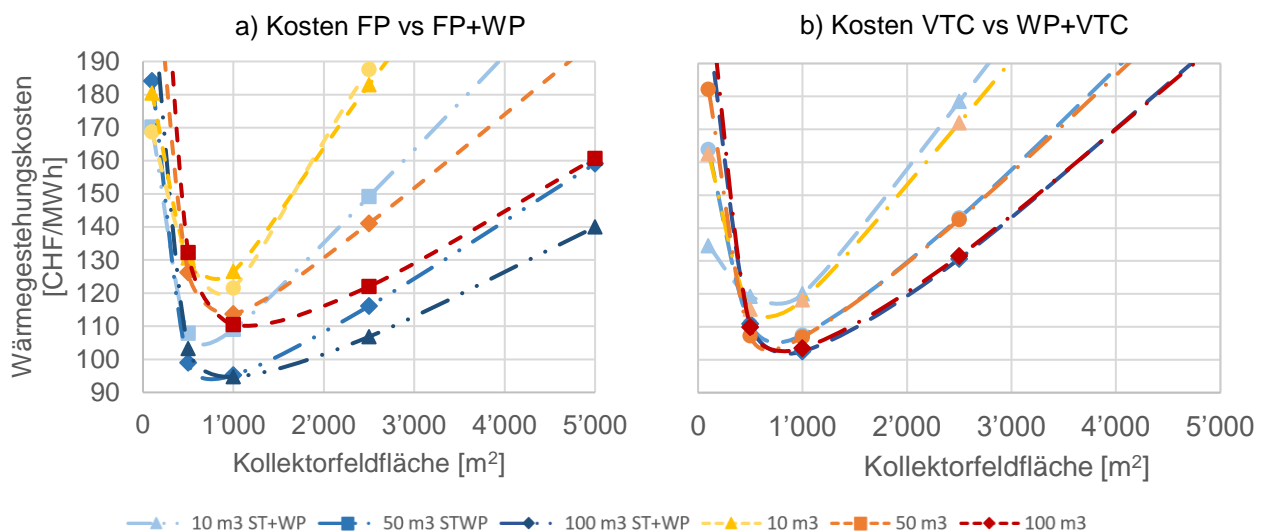 a) Kosten FP vs FP+WP
b) Kosten VTC vs WP+VTC
Wärmegestehungskosten
[CHF/MWh]
190
180
170
160
150
140
130
120
110
100
90
0
1’000
2’000
3’000
4’000
5’000
0
1’000
2’000
3’000
4’000
5’000
Kollektorfeldfläche [m²]
Kollektorfeldfläche [m²]
10 m3 ST+WP
50 m3 STWP
100 m3 ST+WP
10 m3
50 m3
100 m3